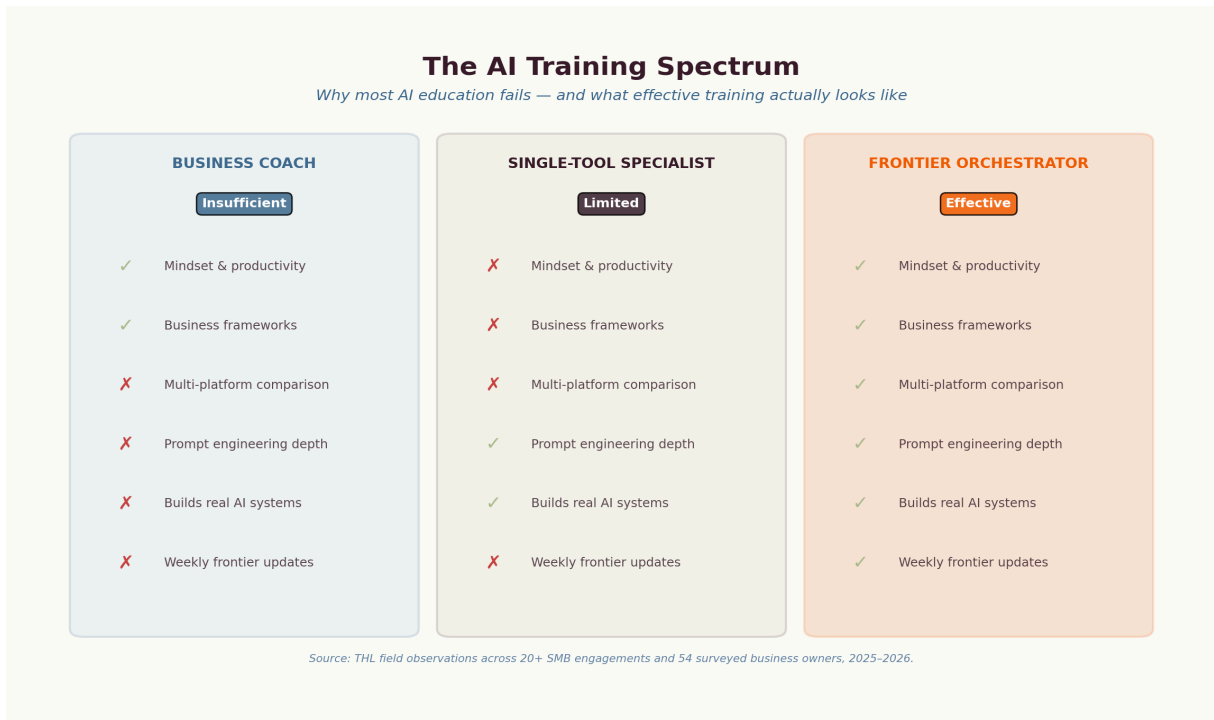 The AI Training Spectrum
Why most AI education fails — and what effective training actually looks like
BUSINESS COACH
Insufficient
✓ Mindset & productivity
✓ Business frameworks
✗ Multi-platform comparison
✗ Prompt engineering depth
✗ Builds real AI systems
✗ Weekly frontier updates
SINGLE-TOOL SPECIALIST
Limited
✗ Mindset & productivity
✗ Business frameworks
✗ Multi-platform comparison
✓ Prompt engineering depth
✓ Builds real AI systems
✗ Weekly frontier updates
FRONTIER ORCHESTRATOR
Effective
✓ Mindset & productivity
✓ Business frameworks
✓ Multi-platform comparison
✓ Prompt engineering depth
✓ Builds real AI systems
✓ Weekly frontier updates
Source: THL field observations across 20+ SMB engagements and 54 surveyed business owners, 2025–2026.